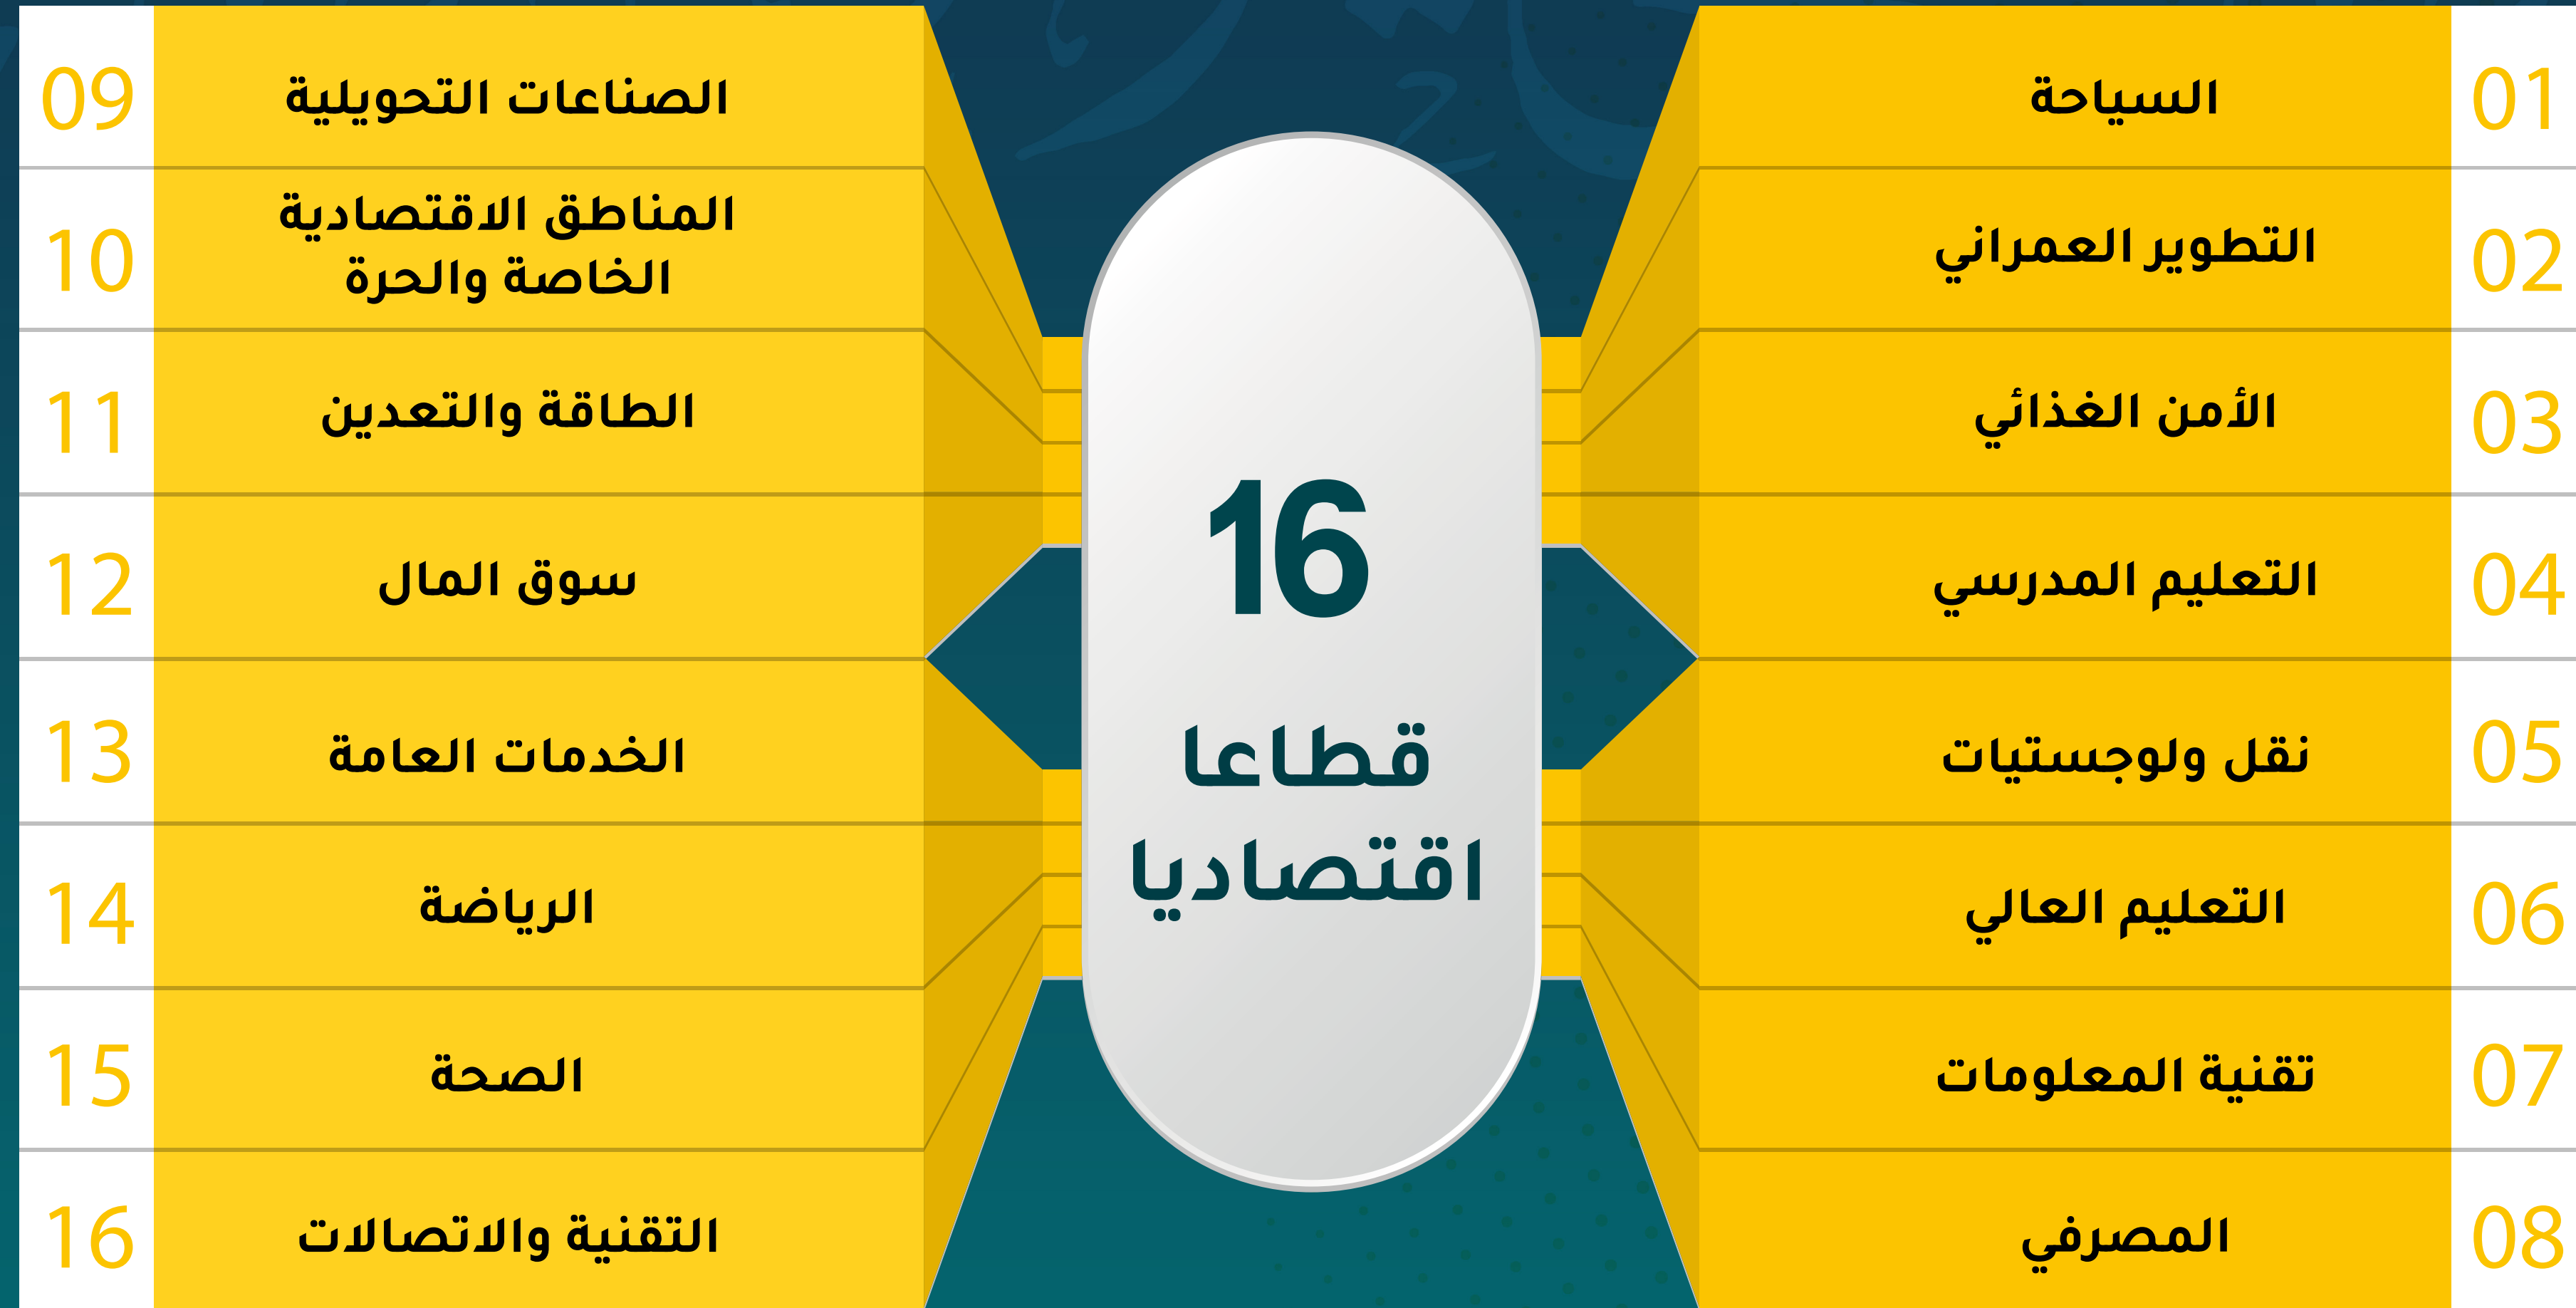 16
قطاعا
اقتصاديا
01
السياحة
02
التطوير العمراني
03
الأمن الغذائي
04
التعليم المدرسي
05
نقل ولوجستيات
06
التعليم العالي
07
تقنية المعلومات
08
المصرفي
09
الصناعات التحويلية
10
المناطق الاقتصادية
الخاصة والحرة
11
الطاقة والتعدين
12
سوق المال
13
الخدمات العامة
14
الرياضة
15
الصحة
16
التقنية والاتصالات